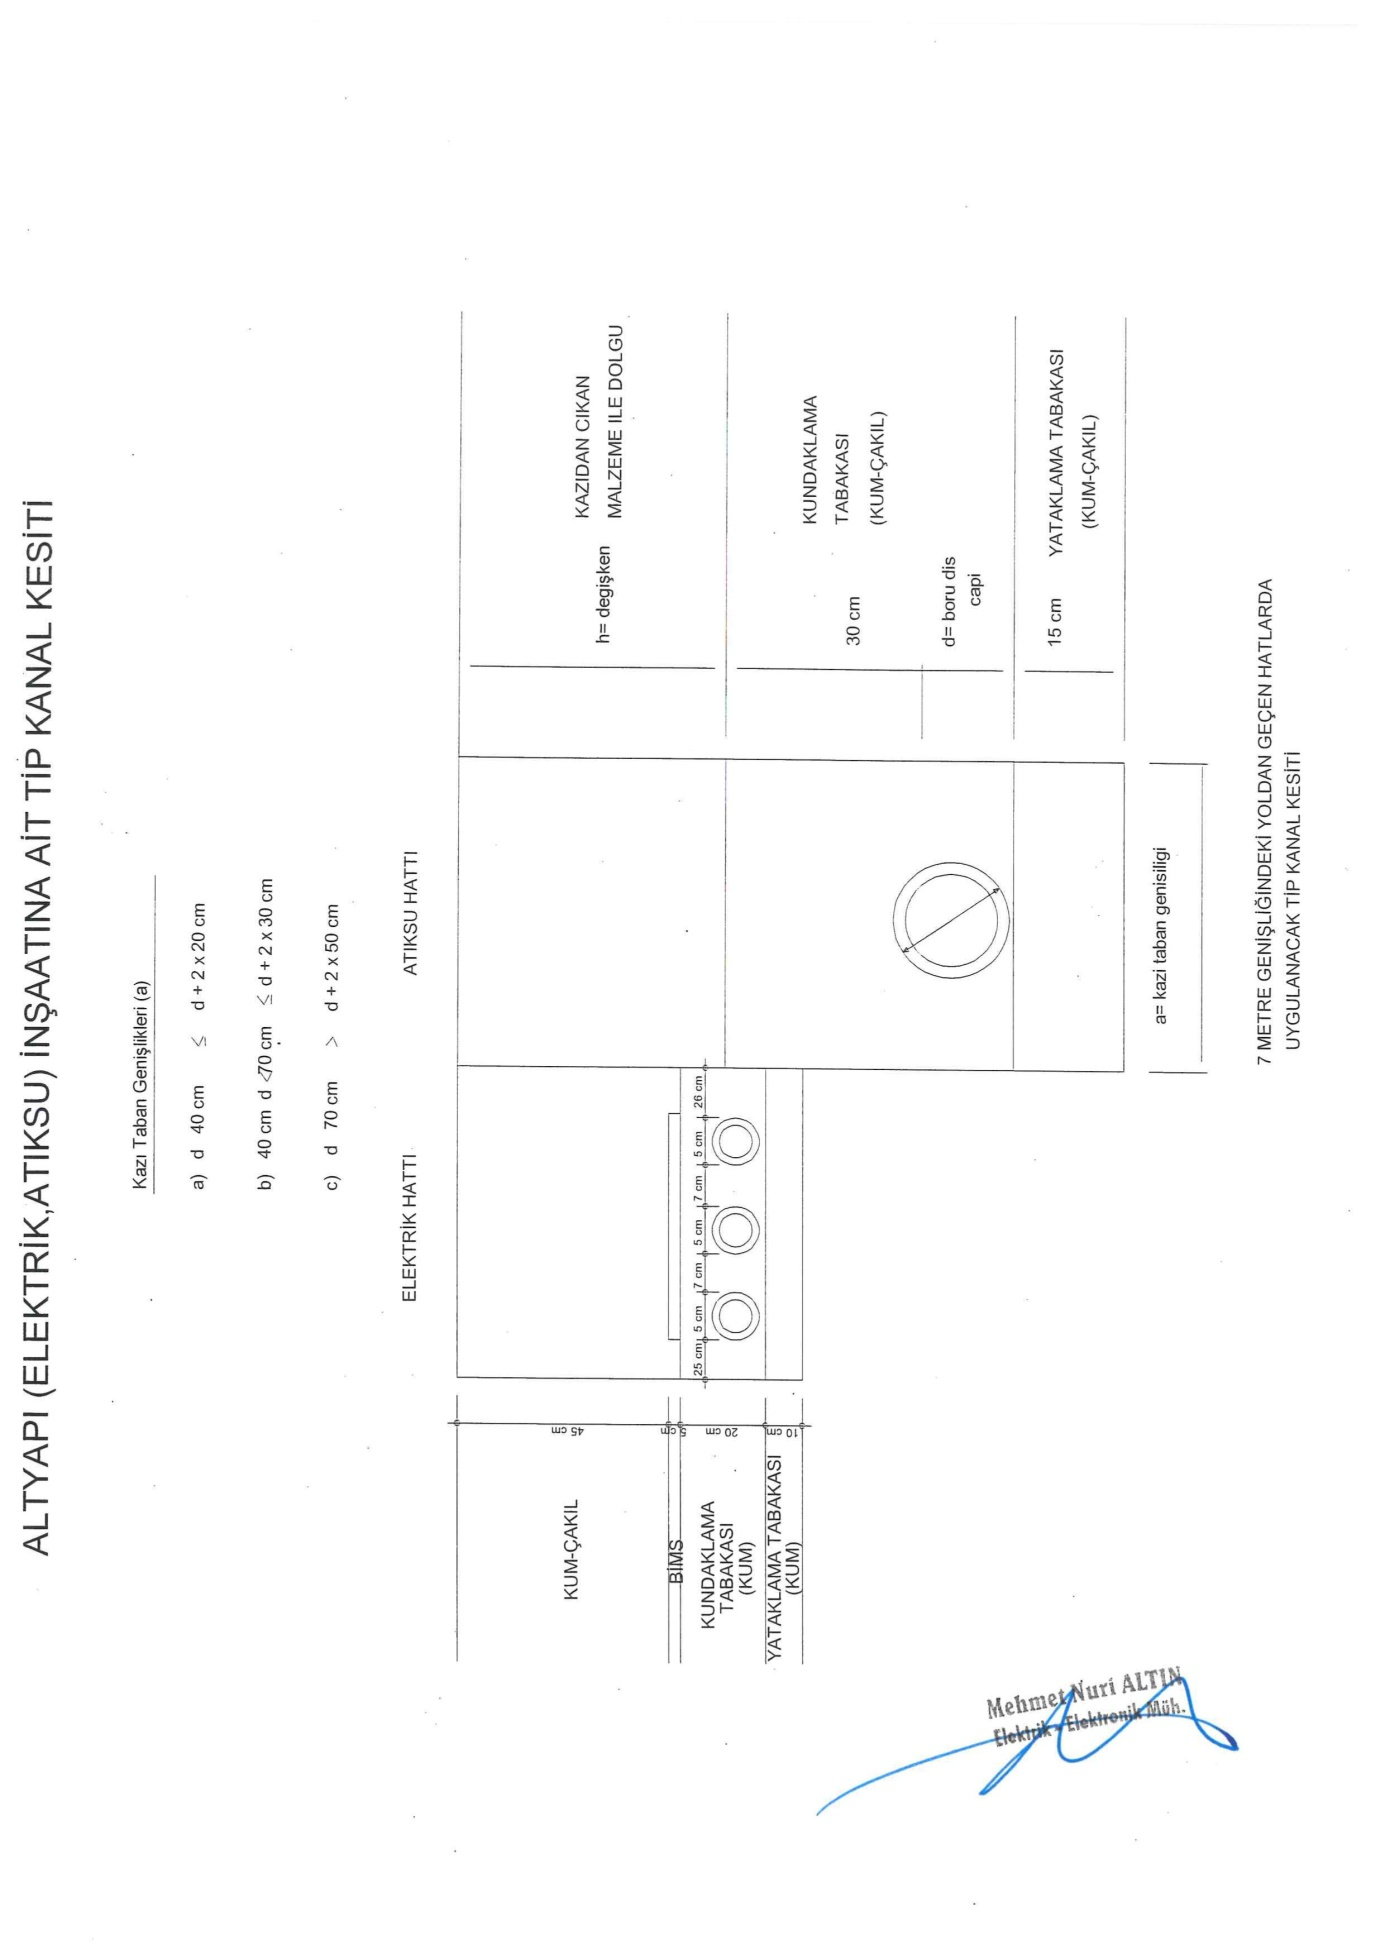 ALTYAPI (ELEKTRİK,ATIKSU) İNŞAATINA AİT TİP KANAL KESİTİ
Kazı Taban Genişlikleri (a)
a) d 40 cm ≤ d + 2 x 20 cm
b) 40 cm d <70 cm ≤ d + 2 x 30 cm
c) d 70 cm > d + 2 x 50 cm
ELEKTRİK HATTI
ATIKSU HATTI
KUM-ÇAKIL
45 cm
BİMS
5 cm
KUNDAKLAMA
TABAKASI
(KUM)
20 cm
YATAKLAMA TABAKASI
(KUM)
10 cm
25 cm 5 cm 7 cm 5 cm 7 cm 5 cm 26 cm
h= degişken
KAZIDAN CIKAN
MALZEME ILE DOLGU
30 cm
KUNDAKLAMA
TABAKASI
(KUM-ÇAKIL)
d= boru dis
capi
15 cm
YATAKLAMA TABAKASI
(KUM-ÇAKIL)
a= kazi taban genisiligi
7 METRE GENİŞLİĞİNDEKİ YOLDAN GEÇEN HATLARDA
UYGULANACAK TİP KANAL KESİTİ
Mehmet Nuri ALTIN
Elektrik - Elektronik Müh.